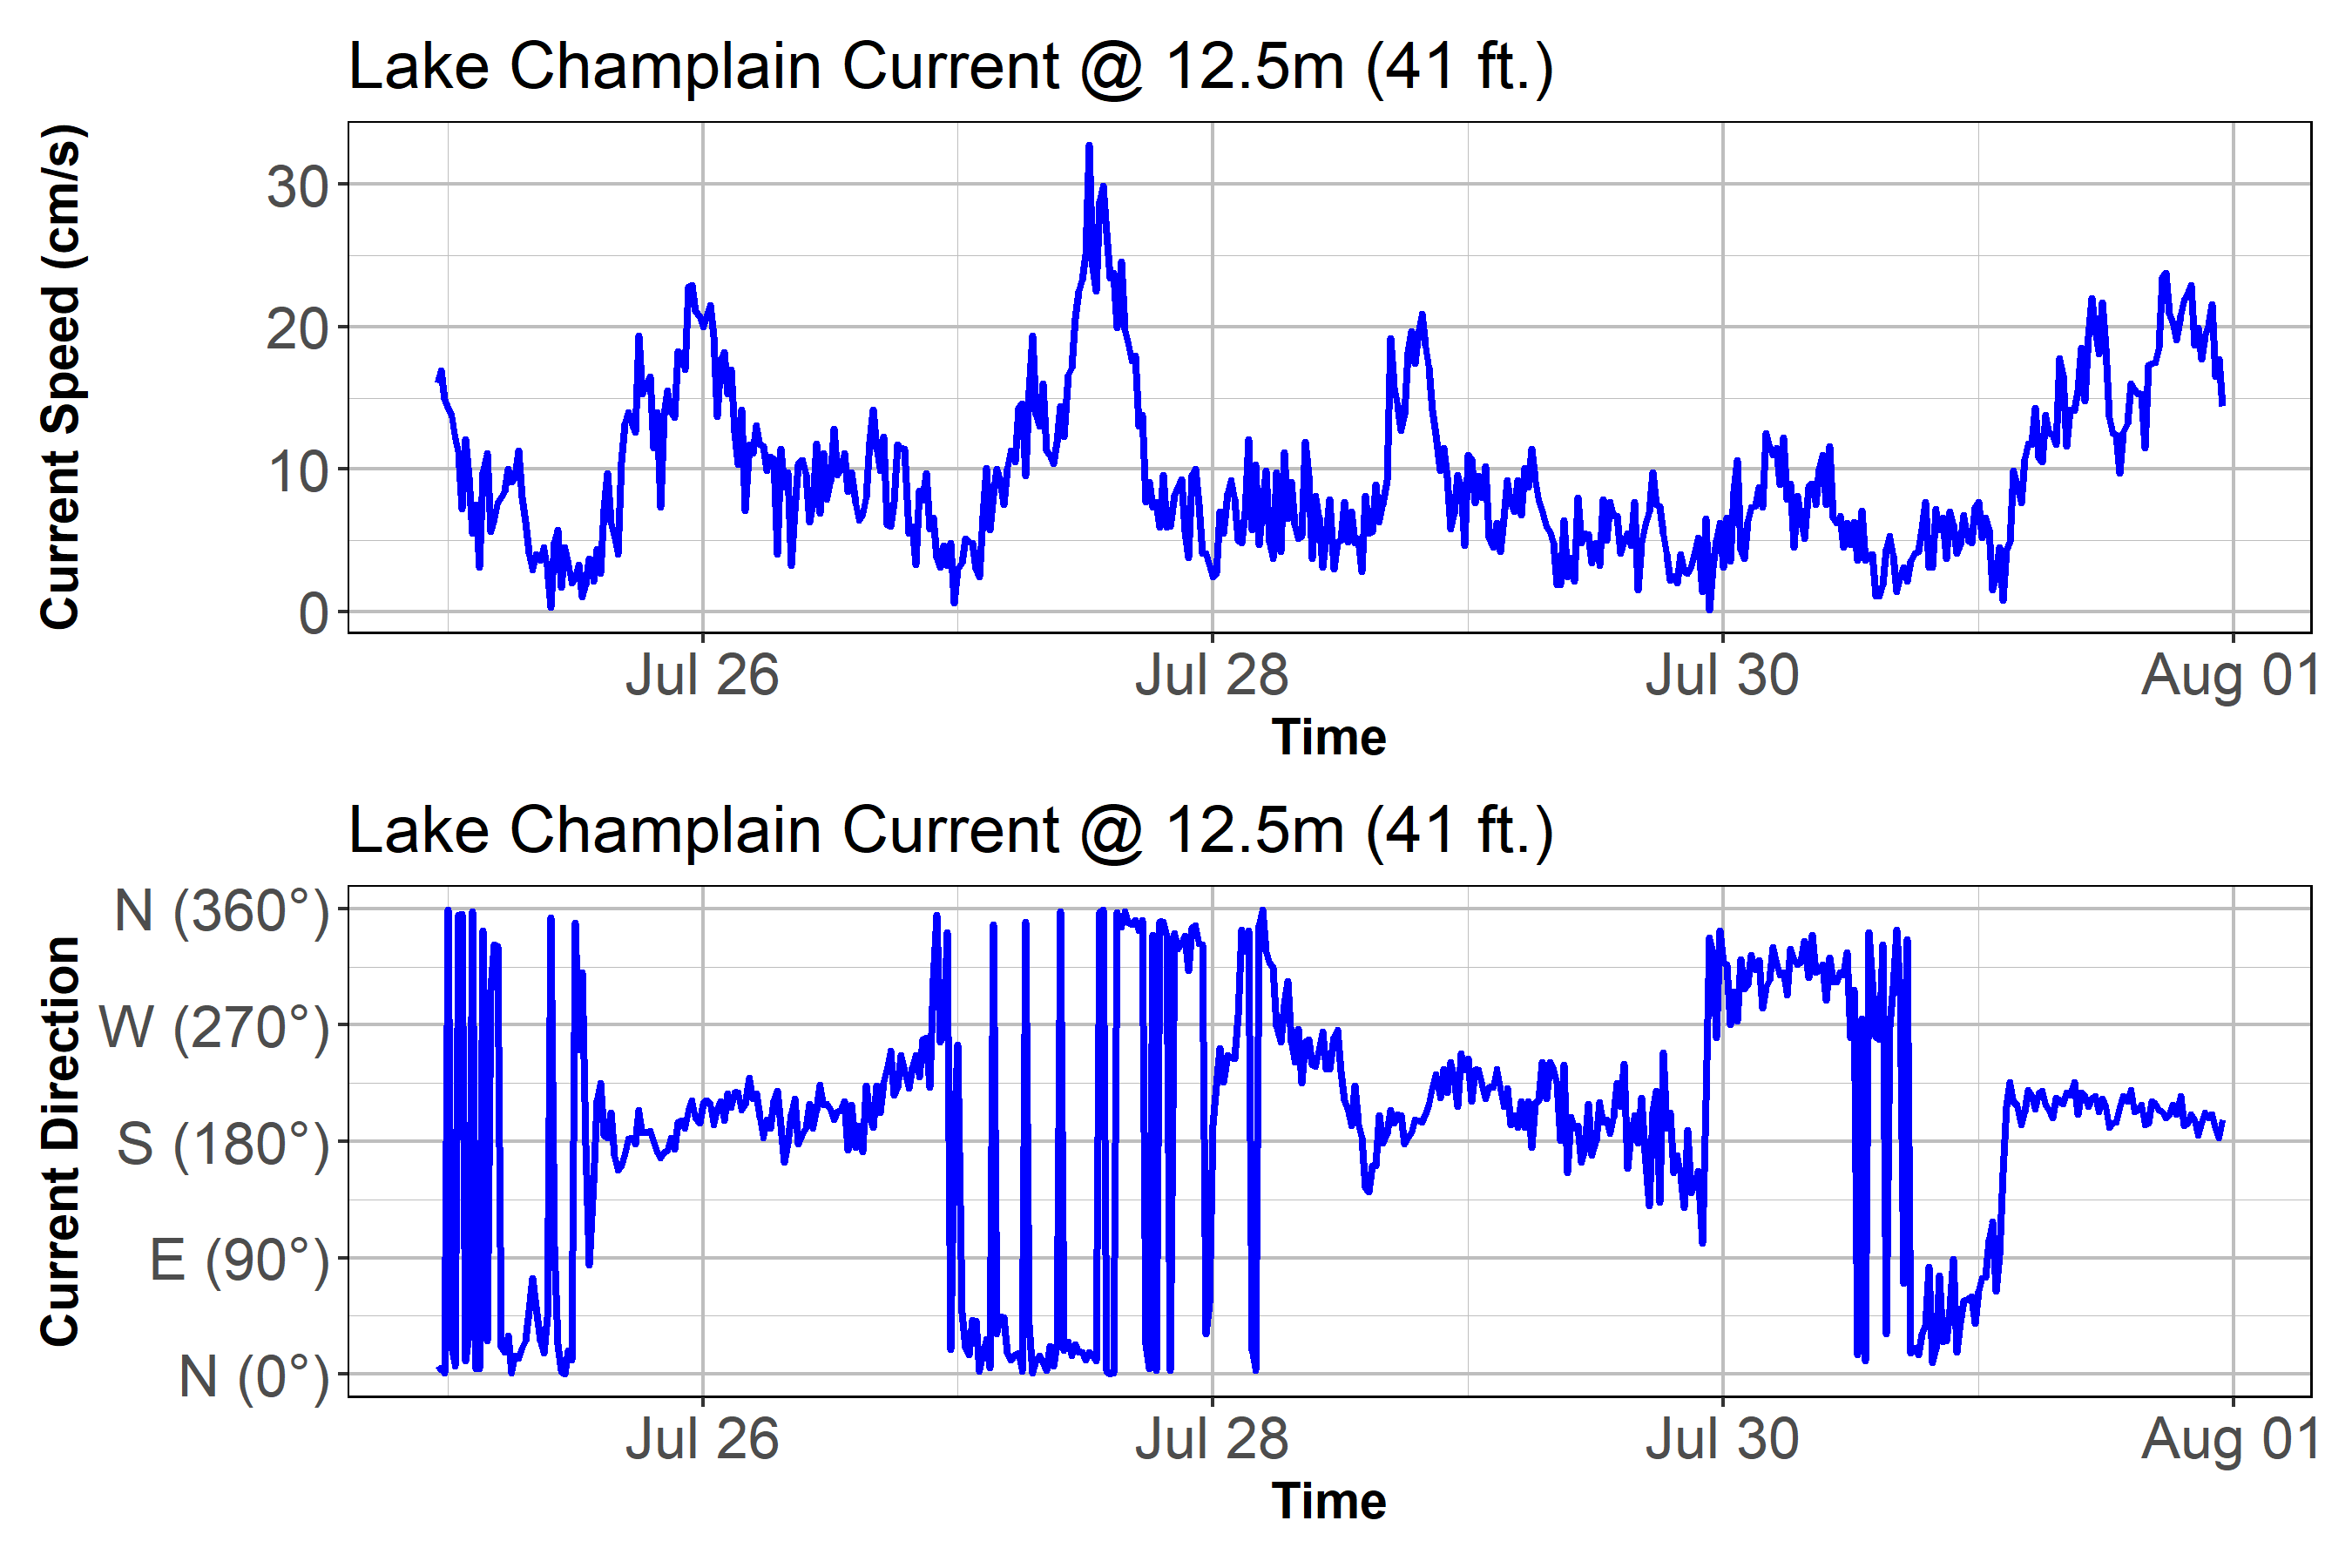 Lake Champlain Current @ 12.5m (41 ft.)
Current Speed (cm/s)
30
20
10
0
Jul 26
Jul 28
Jul 30
Aug 01
Time
Lake Champlain Current @ 12.5m (41 ft.)
Current Direction
N (360°)
W (270°)
S (180°)
E (90°)
N (0°)
Jul 26
Jul 28
Jul 30
Aug 01
Time